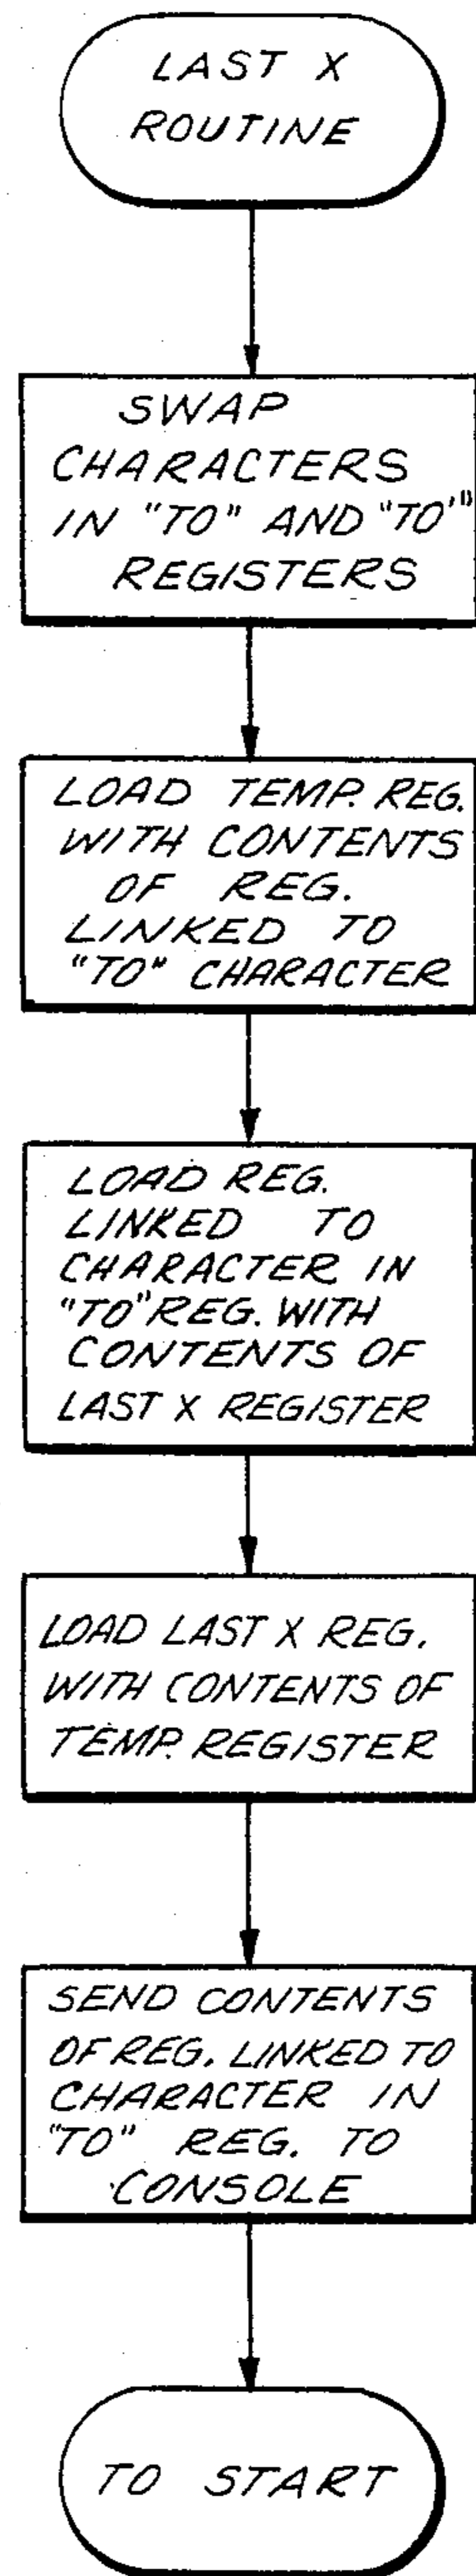 LAST X
ROUTINE
SWAP
CHARACTERS
IN "TO" AND "TO'"
REGISTERS
LOAD TEMP. REG.
WITH CONTENTS
OF REG.
LINKED TO
"TO" CHARACTER
LOAD REG.
LINKED TO
CHARACTER IN
"TO" REG. WITH
CONTENTS OF
LAST X REGISTER
LOAD LAST X REG.
WITH CONTENTS OF
TEMP. REGISTER
SEND CONTENTS
OF REG. LINKED TO
CHARACTER IN
"TO" REG. TO
CONSOLE
TO START